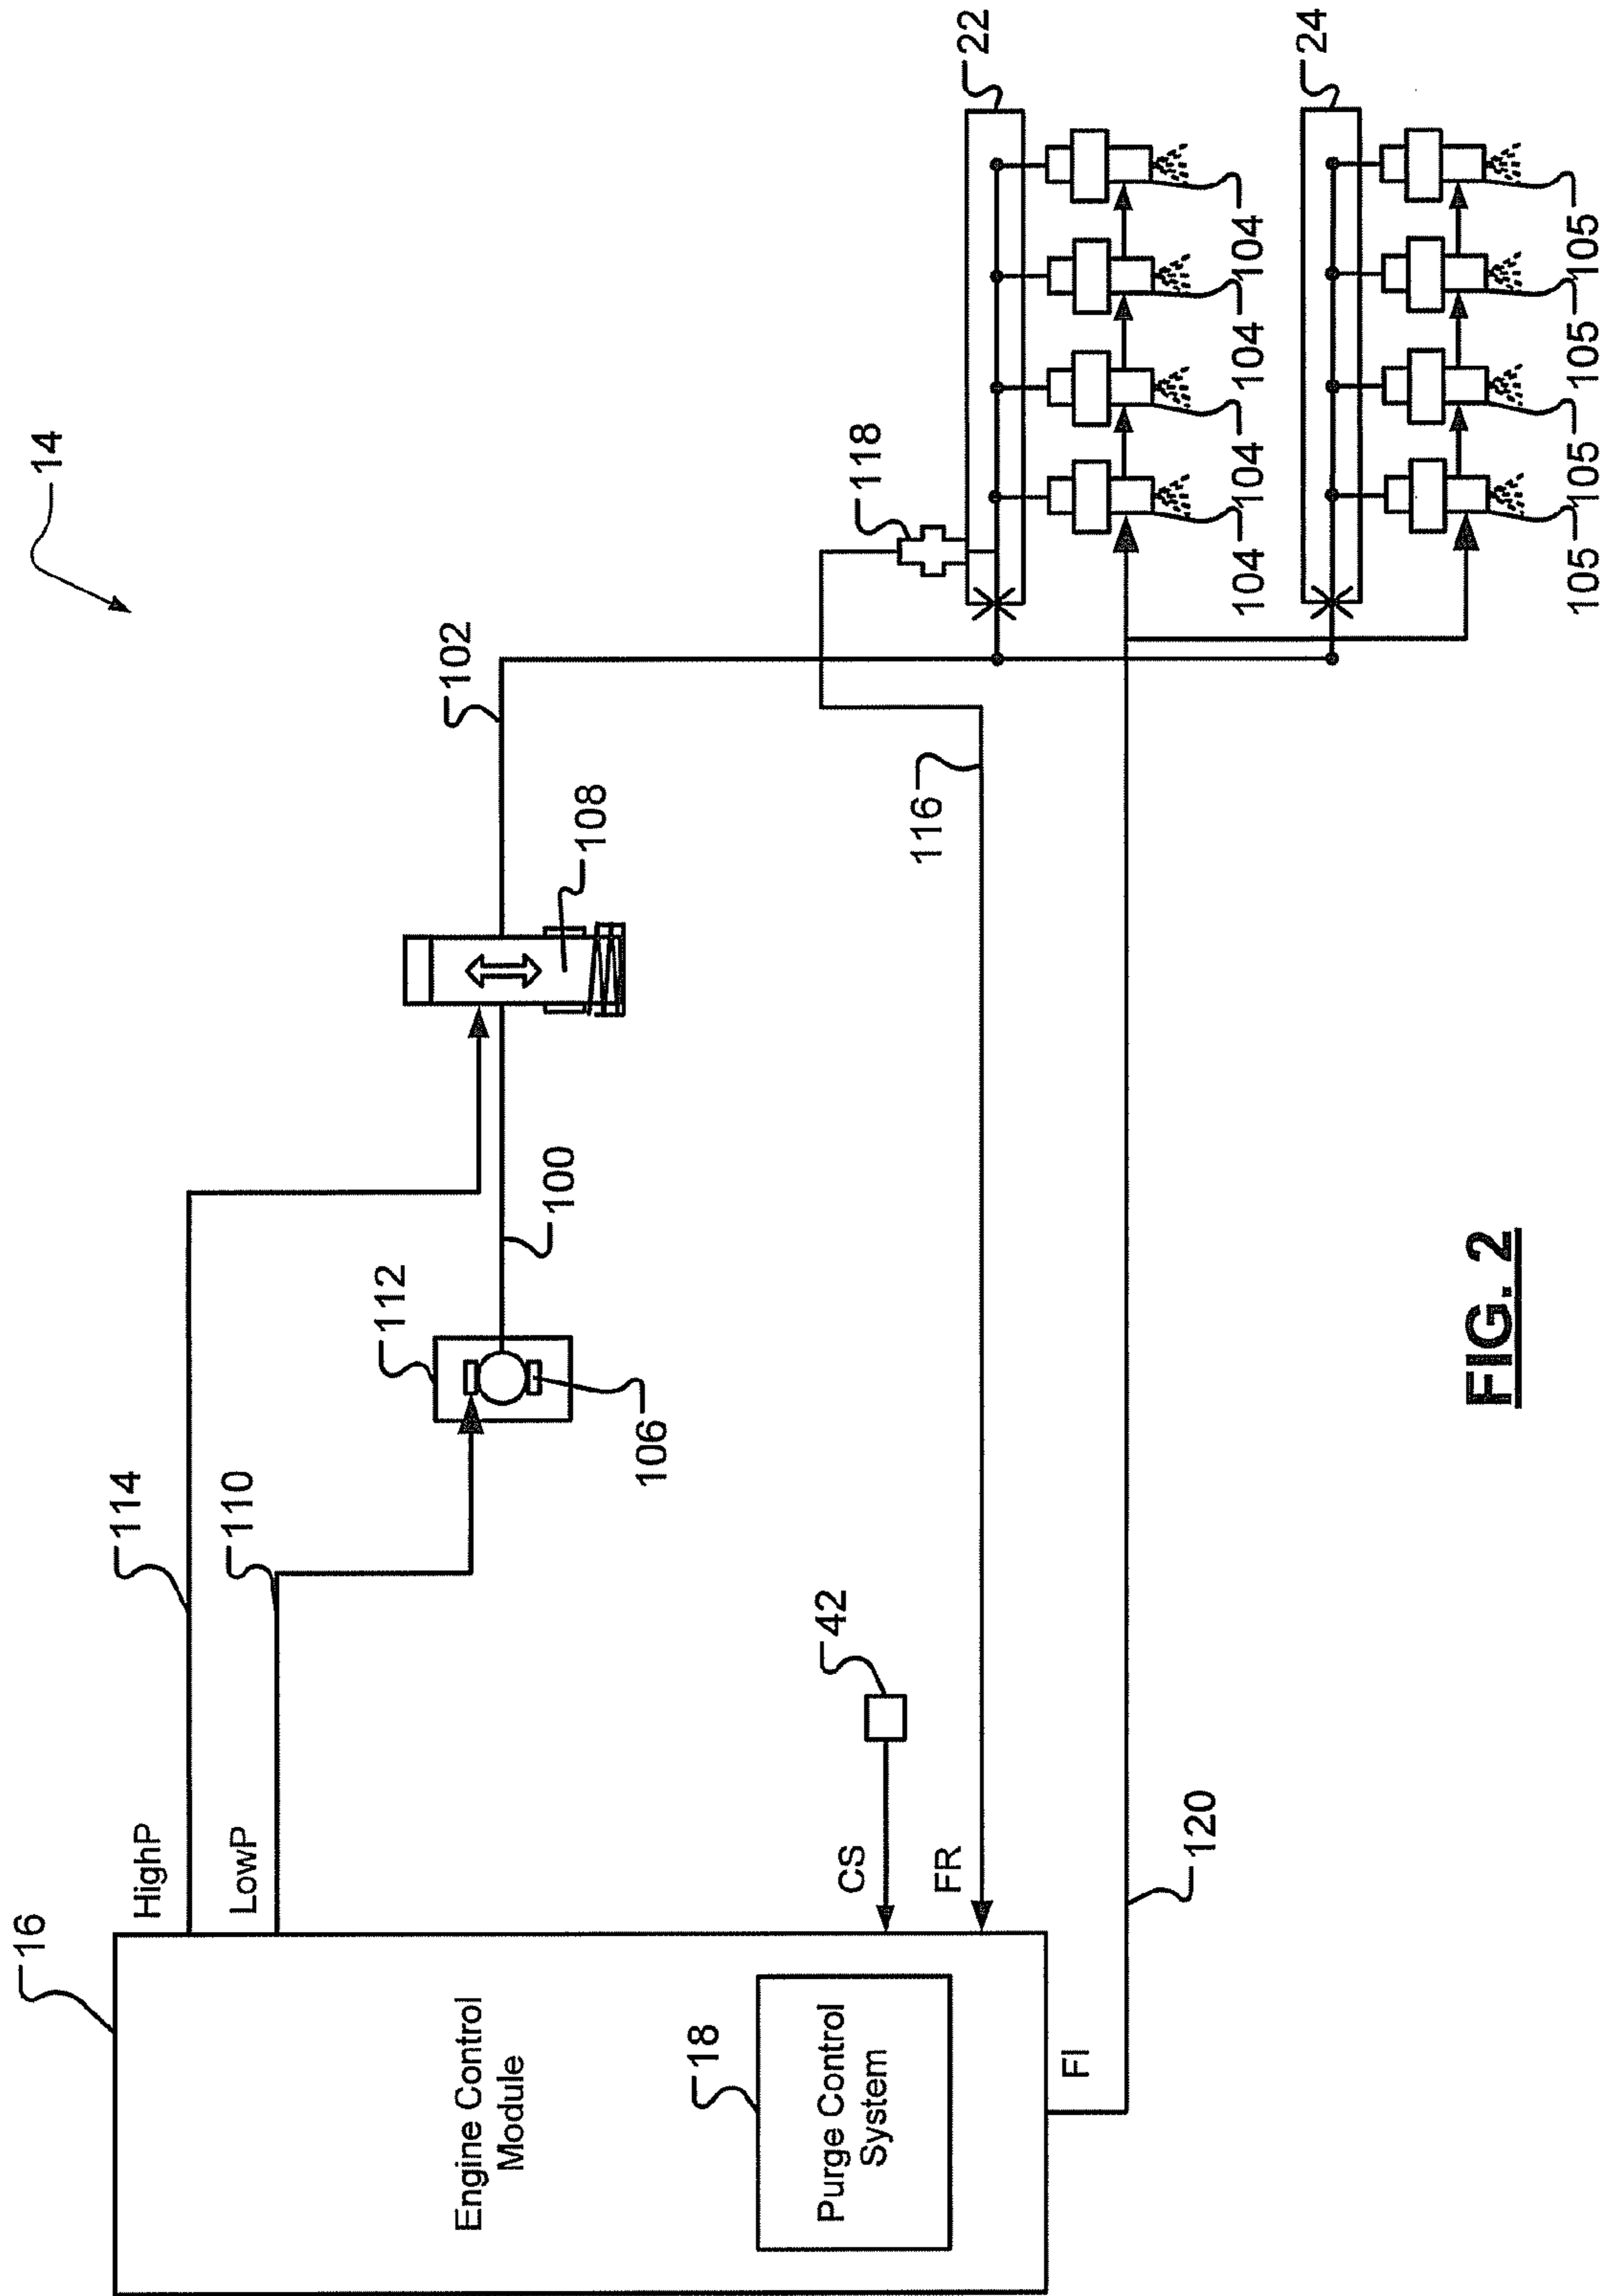 14
16
HighP
114
LowP
110
112
106
100
108
102
118
22
104
104
104
104
24
105
105
105
105
116
42
CS
FR
Engine Control
Module
18
Purge Control
System
FI
120
FIG. 2